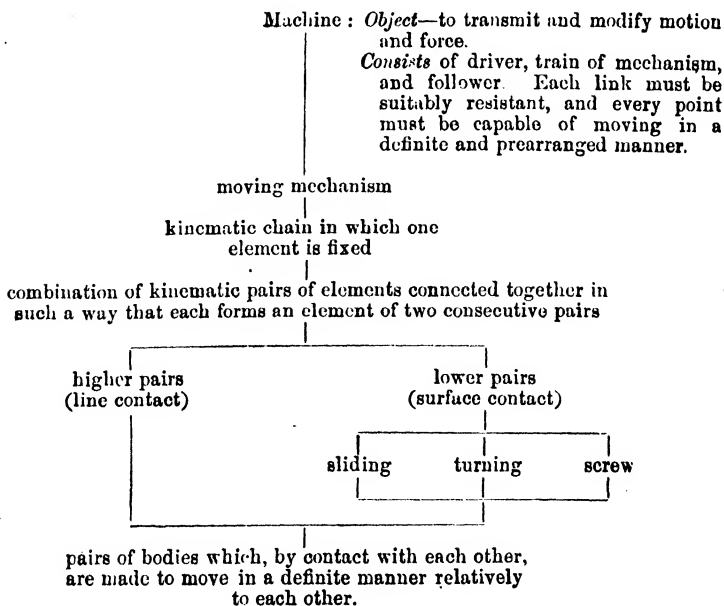 Machine : Object—to transmit and modify motion
and force.
Consists of driver, train of mechanism,
and follower. Each link must be
suitably resistant, and every point
must be capable of moving in a
definite and prearranged manner.
moving mechanism
kinematic chain in which one
element is fixed
combination of kinematic pairs of elements connected together in
such a way that each forms an element of two consecutive pairs
higher pairs
(line contact)
lower pairs
(surface contact)
sliding turning screw
pairs of bodies which, by contact with each other,
are made to move in a definite manner relatively
to each other.